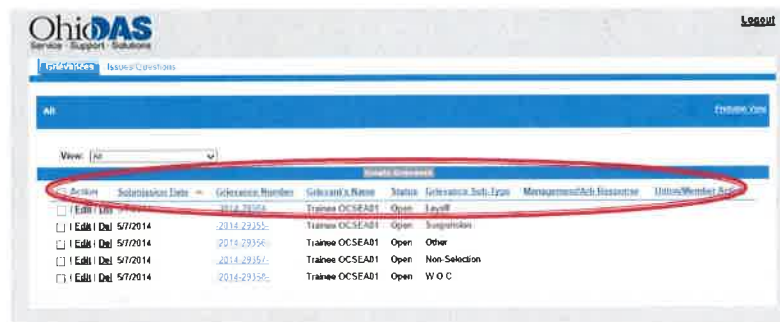 OhioDAS
Service · Support · Solutions
Logout
Grievances Issues/Questions
All Printable View
View: All
Create Grievance
Action Submission Date Grievance Number Grievant's Name Status Grievance Sub-Type Management/Arb Response Union/Member Action
| Edit | Del 5/7/2014 -2014-29354- Trainee OCSEA01 Open Layoff
| Edit | Del 5/7/2014 -2014-29355- Trainee OCSEA01 Open Suspension
| Edit | Del 5/7/2014 -2014-29356- Trainee OCSEA01 Open Other
| Edit | Del 5/7/2014 -2014-29357- Trainee OCSEA01 Open Non-Selection
| Edit | Del 5/7/2014 -2014-29358- Trainee OCSEA01 Open W O C